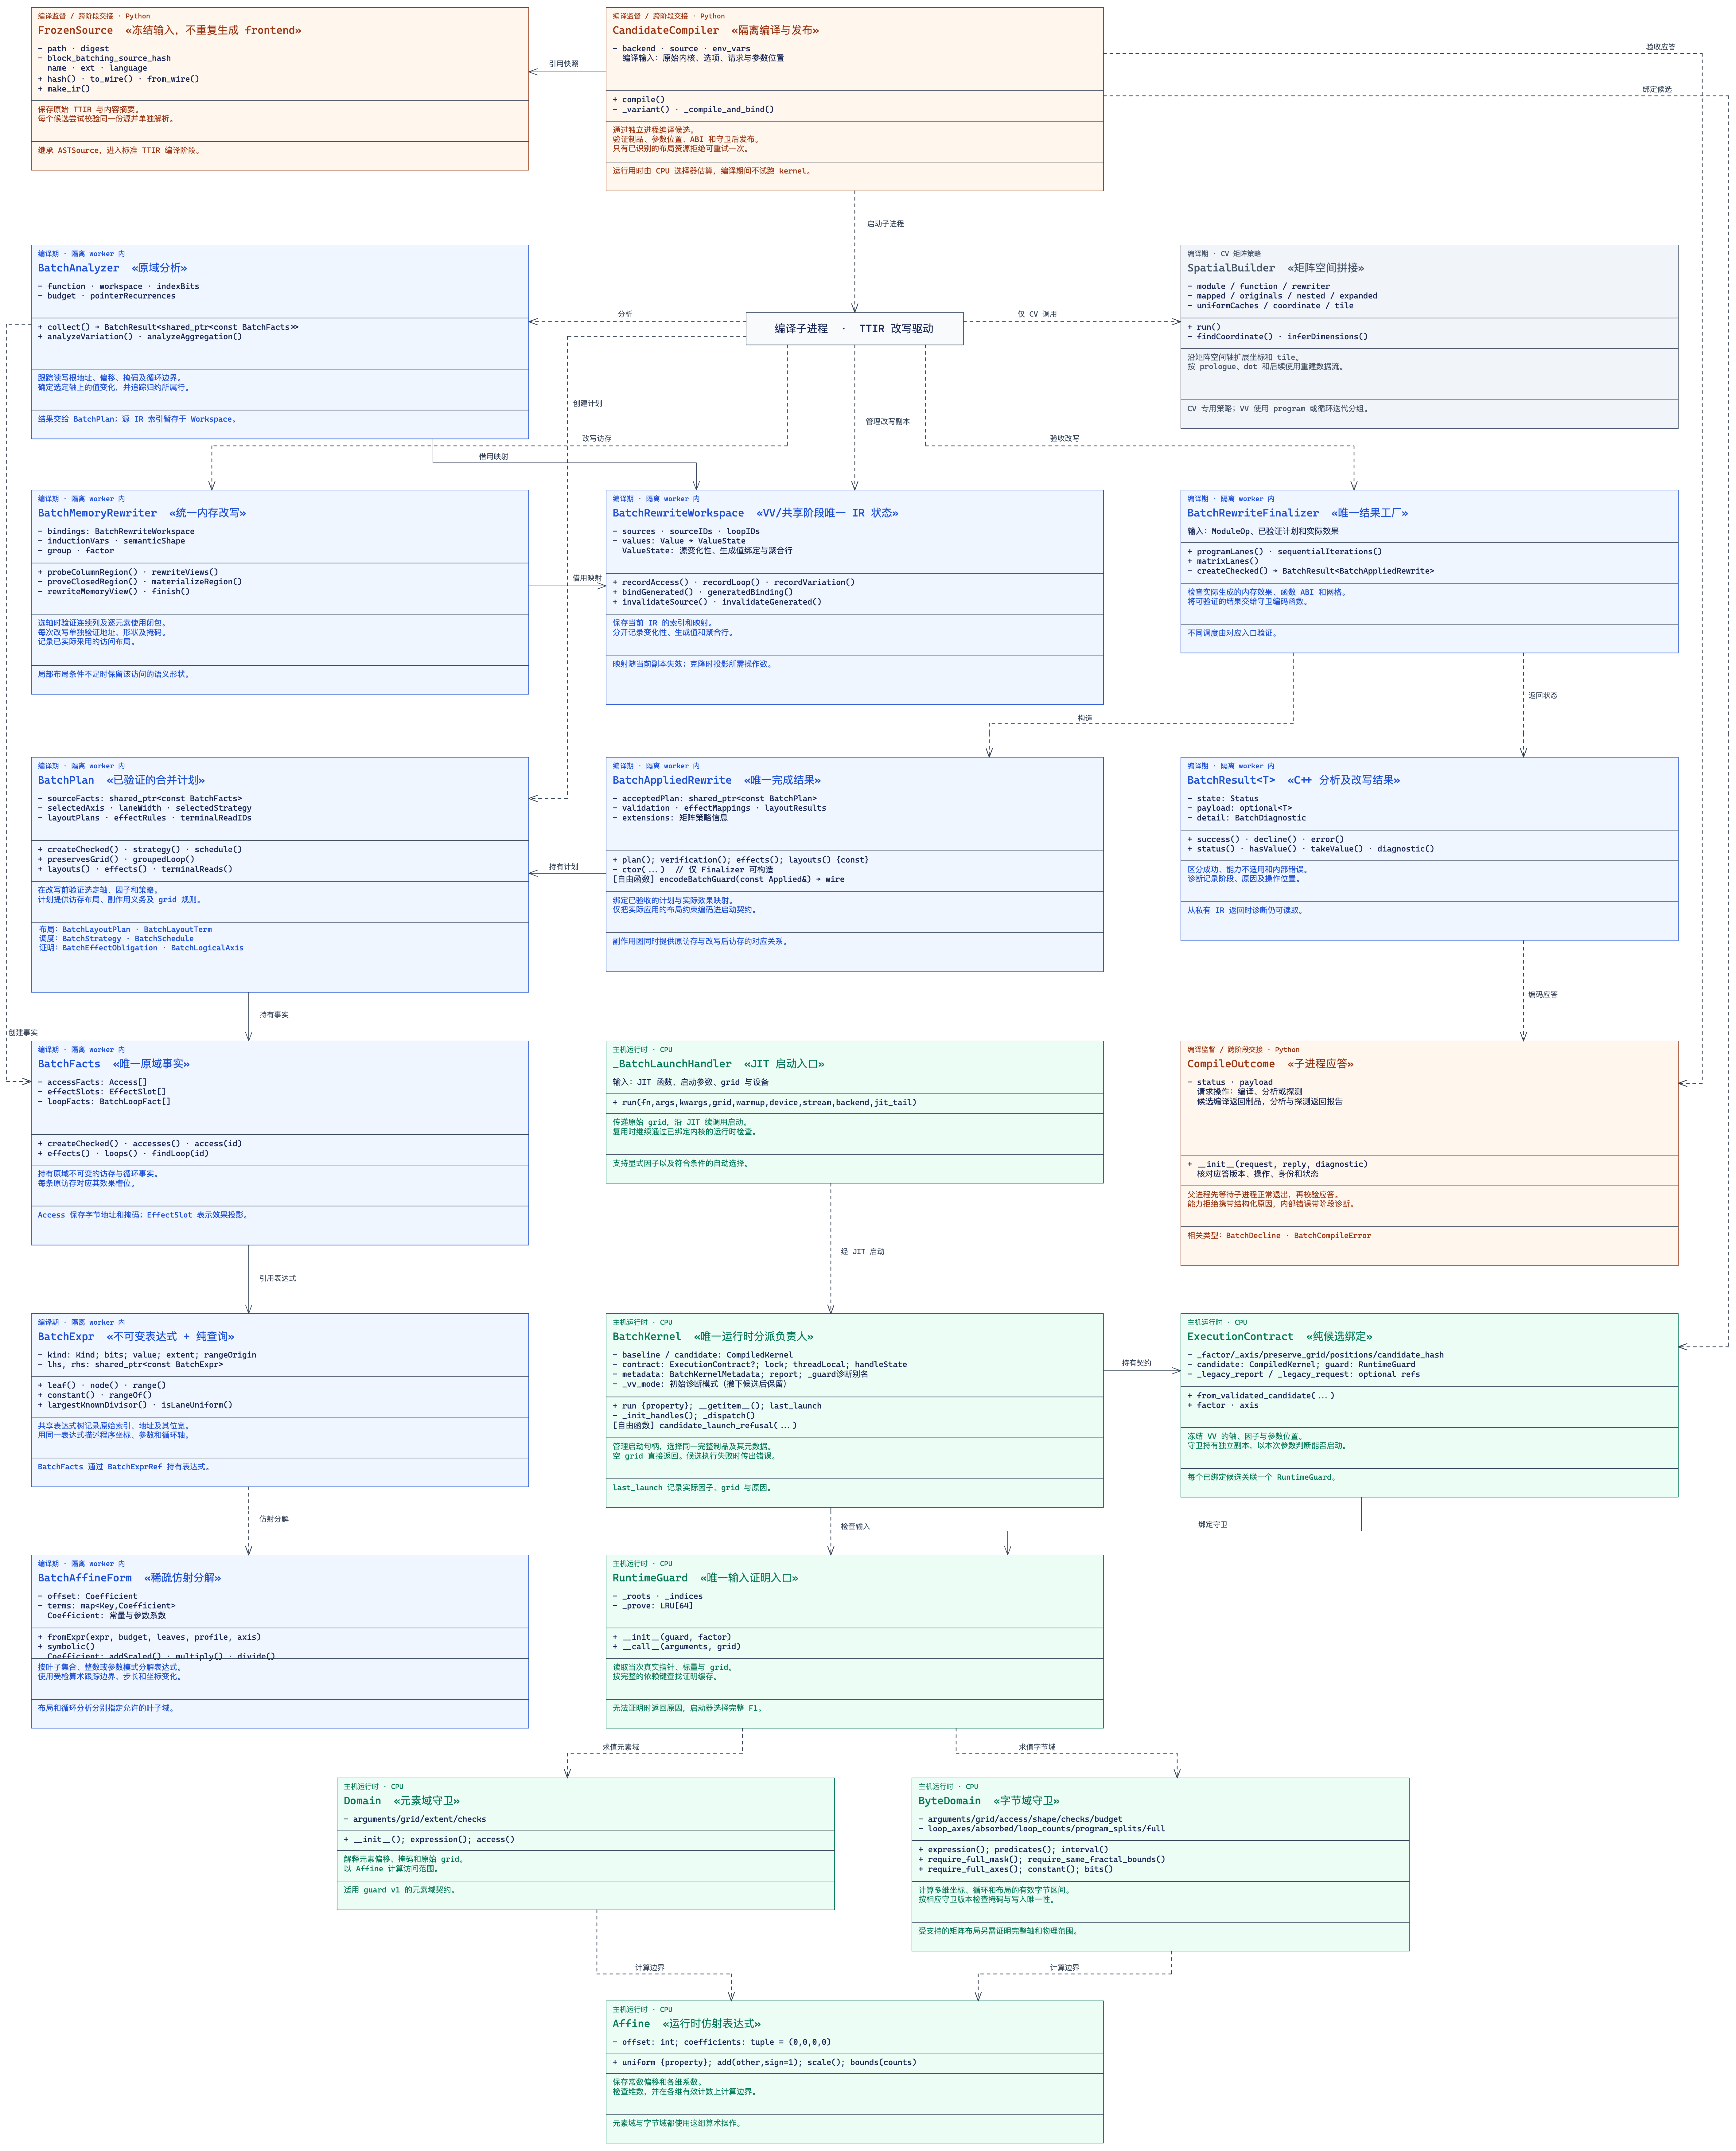 编译监督 / 跨阶段交接 · Python
FrozenSource «冻结输入，不重复生成 frontend»
− path · digest
− block_batching_source_hash
name · ext · language
+ hash() · to_wire() · from_wire()
+ make_ir()
保存原始 TTIR 与内容摘要。
每个候选尝试校验同一份源并单独解析。
继承 ASTSource，进入标准 TTIR 编译阶段。
引用快照
编译监督 / 跨阶段交接 · Python
CandidateCompiler «隔离编译与发布»
− backend · source · env_vars
编译输入：原始内核、选项、请求与参数位置
+ compile()
− _variant() · _compile_and_bind()
通过独立进程编译候选。
验证制品、参数位置、ABI 和守卫后发布。
只有已识别的布局资源拒绝可重试一次。
运行用时由 CPU 选择器估算，编译期间不试跑 kernel。
验收应答
绑定候选
启动子进程
编译期 · 隔离 worker 内
BatchAnalyzer «原域分析»
− function · workspace · indexBits
− budget · pointerRecurrences
+ collect() → BatchResult<shared_ptr<const BatchFacts>>
+ analyzeVariation() · analyzeAggregation()
跟踪读写根地址、偏移、掩码及循环边界。
确定选定轴上的值变化，并追踪归约所属行。
结果交给 BatchPlan；源 IR 索引暂存于 Workspace。
分析
编译子进程 · TTIR 改写驱动
仅 CV 调用
编译期 · CV 矩阵策略
SpatialBuilder «矩阵空间拼接»
− module / function / rewriter
− mapped / originals / nested / expanded
− uniformCaches / coordinate / tile
+ run()
− findCoordinate() · inferDimensions()
沿矩阵空间轴扩展坐标和 tile。
按 prologue、dot 和后续使用重建数据流。
CV 专用策略；VV 使用 program 或循环迭代分组。
创建计划
管理改写副本
改写访存
验收改写
借用映射
编译期 · 隔离 worker 内
BatchMemoryRewriter «统一内存改写»
− bindings: BatchRewriteWorkspace
− inductionVars · semanticShape
− group · factor
+ probeColumnRegion() · rewriteViews()
− proveClosedRegion() · materializeRegion()
− rewriteMemoryView() · finish()
选轴时验证连续列及逐元素使用闭包。
每次改写单独验证地址、形状及掩码。
记录已实际采用的访问布局。
局部布局条件不足时保留该访问的语义形状。
借用映射
编译期 · 隔离 worker 内
BatchRewriteWorkspace «VV/共享阶段唯一 IR 状态»
− sources · sourceIDs · loopIDs
− values: Value → ValueState
ValueState: 源变化性、生成值绑定与聚合行
+ recordAccess() · recordLoop() · recordVariation()
+ bindGenerated() · generatedBinding()
+ invalidateSource() · invalidateGenerated()
保存当前 IR 的索引和映射。
分开记录变化性、生成值和聚合行。
映射随当前副本失效；克隆时投影所需操作数。
编译期 · 隔离 worker 内
BatchRewriteFinalizer «唯一结果工厂»
输入：ModuleOp、已验证计划和实际效果
+ programLanes() · sequentialIterations()
+ matrixLanes()
− createChecked() → BatchResult<BatchAppliedRewrite>
检查实际生成的内存效果、函数 ABI 和网格。
将可验证的结果交给守卫编码函数。
不同调度由对应入口验证。
构造
返回状态
编译期 · 隔离 worker 内
BatchPlan «已验证的合并计划»
− sourceFacts: shared_ptr<const BatchFacts>
− selectedAxis · laneWidth · selectedStrategy
− layoutPlans · effectRules · terminalReadIDs
+ createChecked() · strategy() · schedule()
+ preservesGrid() · groupedLoop()
+ layouts() · effects() · terminalReads()
在改写前验证选定轴、因子和策略。
计划提供访存布局、副作用义务及 grid 规则。
布局：BatchLayoutPlan · BatchLayoutTerm
调度：BatchStrategy · BatchSchedule
证明：BatchEffectObligation · BatchLogicalAxis
持有计划
编译期 · 隔离 worker 内
BatchAppliedRewrite «唯一完成结果»
− acceptedPlan: shared_ptr<const BatchPlan>
− validation · effectMappings · layoutResults
− extensions: 矩阵策略信息
+ plan(); verification(); effects(); layouts() {const}
− ctor(...) // 仅 Finalizer 可构造
[自由函数] encodeBatchGuard(const Applied&) → wire
绑定已验收的计划与实际效果映射。
仅把实际应用的布局约束编码进启动契约。
副作用图同时提供原访存与改写后访存的对应关系。
编译期 · 隔离 worker 内
BatchResult<T> «C++ 分析及改写结果»
− state: Status
− payload: optional<T>
− detail: BatchDiagnostic
+ success() · decline() · error()
+ status() · hasValue() · takeValue() · diagnostic()
区分成功、能力不适用和内部错误。
诊断记录阶段、原因及操作位置。
从私有 IR 返回时诊断仍可读取。
持有事实
编码应答
创建事实
编译期 · 隔离 worker 内
BatchFacts «唯一原域事实»
− accessFacts: Access[]
− effectSlots: EffectSlot[]
− loopFacts: BatchLoopFact[]
+ createChecked() · accesses() · access(id)
+ effects() · loops() · findLoop(id)
持有原域不可变的访存与循环事实。
每条原访存对应其效果槽位。
Access 保存字节地址和掩码；EffectSlot 表示效果投影。
主机运行时 · CPU
_BatchLaunchHandler «JIT 启动入口»
输入：JIT 函数、启动参数、grid 与设备
+ run(fn,args,kwargs,grid,warmup,device,stream,backend,jit_tail)
传递原始 grid，沿 JIT 续调用启动。
复用时继续通过已绑定内核的运行时检查。
支持显式因子以及符合条件的自动选择。
编译监督 / 跨阶段交接 · Python
CompileOutcome «子进程应答»
− status · payload
请求操作：编译、分析或探测
候选编译返回制品，分析与探测返回报告
+ __init__(request, reply, diagnostic)
核对应答版本、操作、身份和状态
父进程先等待子进程正常退出，再校验应答。
能力拒绝携带结构化原因，内部错误带阶段诊断。
相关类型：BatchDecline · BatchCompileError
引用表达式
经 JIT 启动
编译期 · 隔离 worker 内
BatchExpr «不可变表达式 + 纯查询»
− kind: Kind; bits; value; extent; rangeOrigin
− lhs, rhs: shared_ptr<const BatchExpr>
+ leaf() · node() · range()
+ constant() · rangeOf()
+ largestKnownDivisor() · isLaneUniform()
共享表达式树记录原始索引、地址及其位宽。
用同一表达式描述程序坐标、参数和循环轴。
BatchFacts 通过 BatchExprRef 持有表达式。
主机运行时 · CPU
BatchKernel «唯一运行时分派负责人»
− baseline / candidate: CompiledKernel
− contract: ExecutionContract?; lock; threadLocal; handleState
− metadata: BatchKernelMetadata; report; _guard诊断别名
− _vv_mode: 初始诊断模式（撤下候选后保留）
+ run {property}; __getitem__(); last_launch
− _init_handles(); _dispatch()
[自由函数] candidate_launch_refusal(...)
管理启动句柄，选择同一完整制品及其元数据。
空 grid 直接返回。候选执行失败时传出错误。
last_launch 记录实际因子、grid 与原因。
持有契约
主机运行时 · CPU
ExecutionContract «纯候选绑定»
− _factor/_axis/preserve_grid/positions/candidate_hash
− candidate: CompiledKernel; guard: RuntimeGuard
− _legacy_report / _legacy_request: optional refs
+ from_validated_candidate(...)
+ factor · axis
冻结 VV 的轴、因子与参数位置。
守卫持有独立副本，以本次参数判断能否启动。
每个已绑定候选关联一个 RuntimeGuard。
仿射分解
检查输入
绑定守卫
编译期 · 隔离 worker 内
BatchAffineForm «稀疏仿射分解»
− offset: Coefficient
− terms: map<Key,Coefficient>
Coefficient: 常量与参数系数
+ fromExpr(expr, budget, leaves, profile, axis)
+ symbolic()
Coefficient: addScaled() · multiply() · divide()
按叶子集合、整数或参数模式分解表达式。
使用受检算术跟踪边界、步长和坐标变化。
布局和循环分析分别指定允许的叶子域。
主机运行时 · CPU
RuntimeGuard «唯一输入证明入口»
− _roots · _indices
− _prove: LRU[64]
+ __init__(guard, factor)
+ __call__(arguments, grid)
读取当次真实指针、标量与 grid。
按完整的依赖键查找证明缓存。
无法证明时返回原因，启动器选择完整 F1。
求值元素域
求值字节域
主机运行时 · CPU
Domain «元素域守卫»
− arguments/grid/extent/checks
+ __init__(); expression(); access()
解释元素偏移、掩码和原始 grid。
以 Affine 计算访问范围。
适用 guard v1 的元素域契约。
主机运行时 · CPU
ByteDomain «字节域守卫»
− arguments/grid/access/shape/checks/budget
− loop_axes/absorbed/loop_counts/program_splits/full
+ expression(); predicates(); interval()
+ require_full_mask(); require_same_fractal_bounds()
+ require_full_axes(); constant(); bits()
计算多维坐标、循环和布局的有效字节区间。
按相应守卫版本检查掩码与写入唯一性。
受支持的矩阵布局另需证明完整轴和物理范围。
计算边界
计算边界
主机运行时 · CPU
Affine «运行时仿射表达式»
− offset: int; coefficients: tuple = (0,0,0,0)
+ uniform {property}; add(other,sign=1); scale(); bounds(counts)
保存常数偏移和各维系数。
检查维数，并在各维有效计数上计算边界。
元素域与字节域都使用这组算术操作。